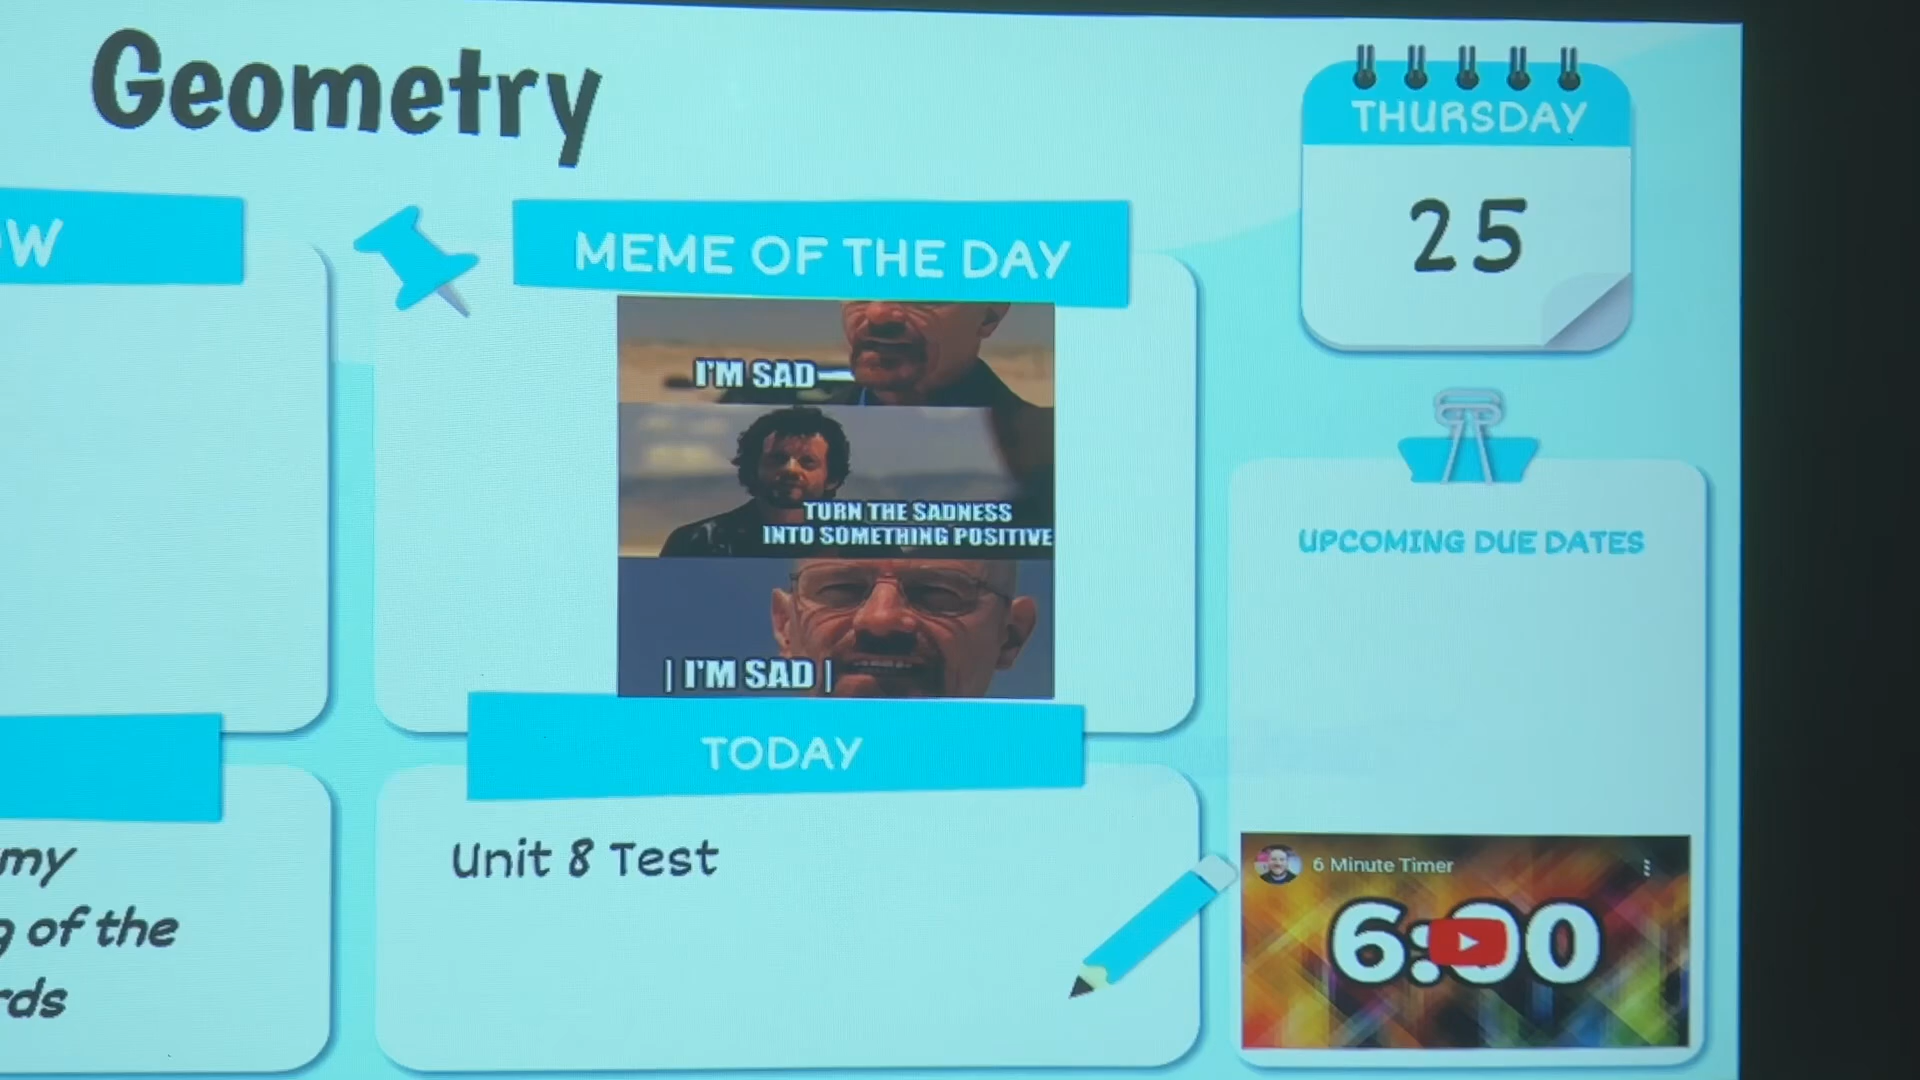 Geometry
THURSDAY
25
OW
MEME OF THE DAY
I'M SAD
TURN THE SADNESS
INTO SOMETHING POSITIVE
| I'M SAD |
UPCOMING DUE DATES
TODAY
my
g of the
rds
Unit 8 Test
6 Minute Timer
6:00